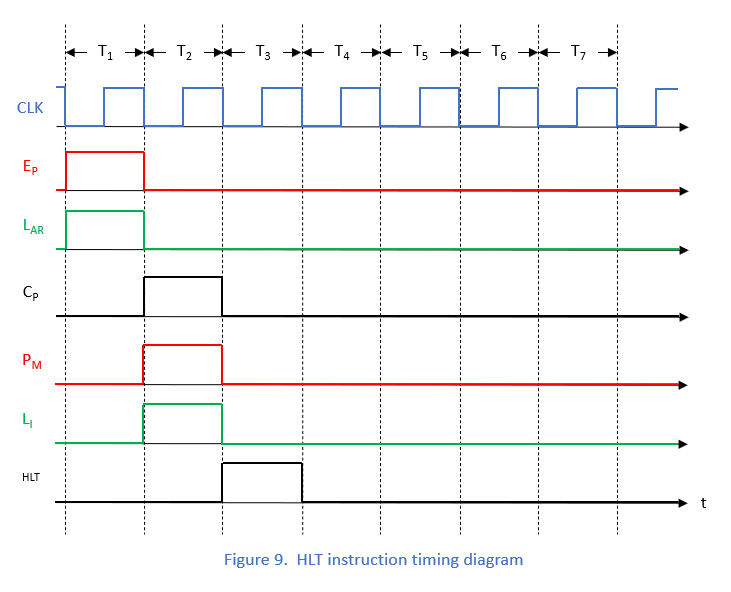 T1 T2 T3 T4 T5 T6 T7
CLK
EP
LAR
CP
PM
LI
HLT
t
Figure 9. HLT instruction timing diagram